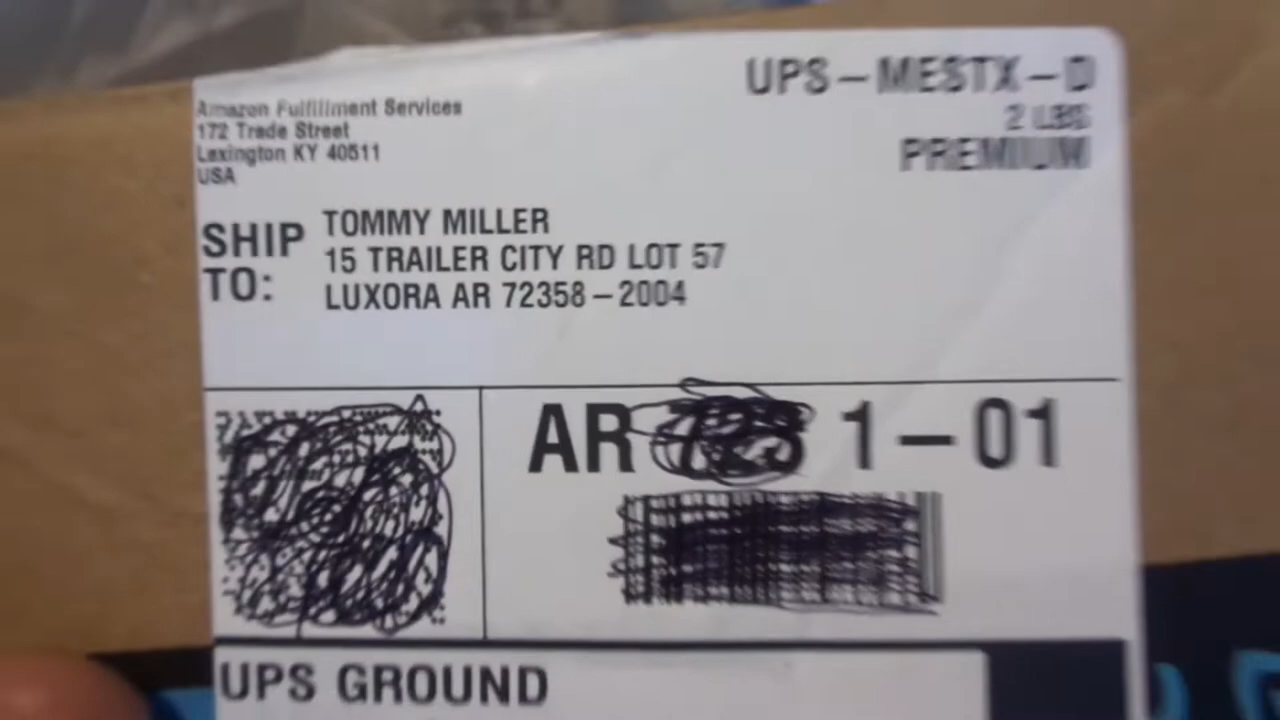 Amazon Fulfillment Services
172 Trade Street
Lexington KY 40511
USA
UPS-MESTX-D
2 LBS
PREMIUM
SHIP TO:
TOMMY MILLER
15 TRAILER CITY RD LOT 57
LUXORA AR 72358-2004
AR 1-01
UPS GROUND